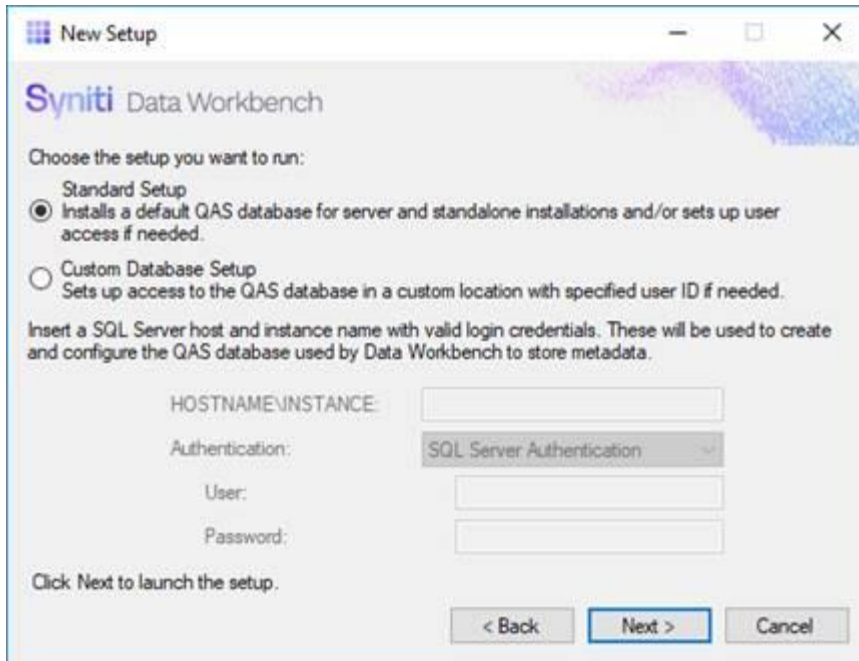 New Setup
Syniti Data Workbench
Choose the setup you want to run:
Standard Setup
Installs a default QAS database for server and standalone installations and/or sets up user
access if needed.
Custom Database Setup
Sets up access to the QAS database in a custom location with specified user ID if needed.
Insert a SQL Server host and instance name with valid login credentials. These will be used to create
and configure the QAS database used by Data Workbench to store metadata.
HOSTNAME\INSTANCE:
Authentication: SQL Server Authentication
User:
Password:
Click Next to launch the setup.
< Back Next > Cancel